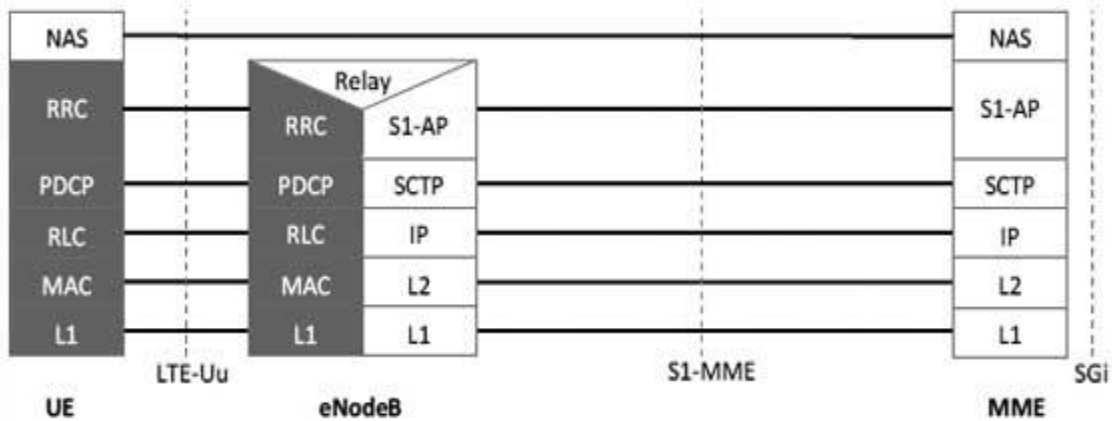 NAS NAS
Relay
RRC RRC S1-AP S1-AP
PDCP PDCP SCTP SCTP
RLC RLC IP IP
MAC MAC L2 L2
L1 L1 L1 L1
LTE-Uu S1-MME SGi
UE eNodeB MME